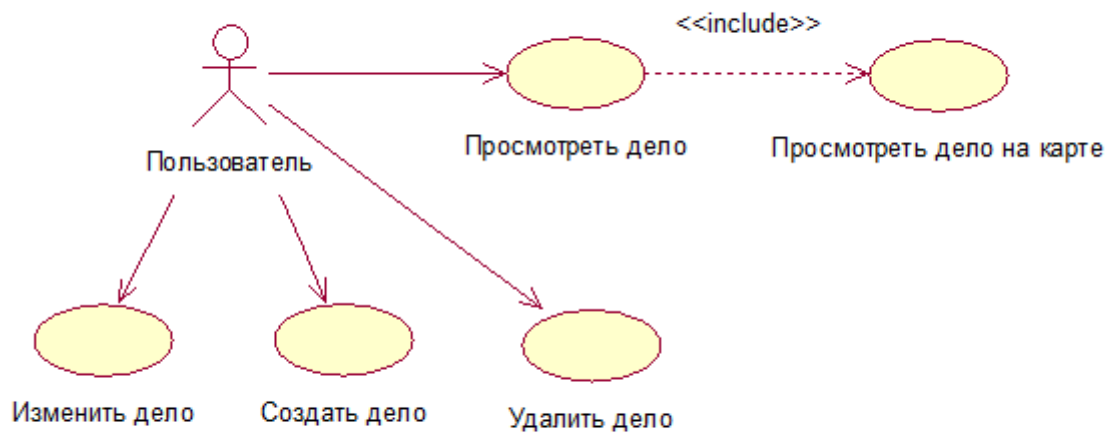 <<include>>
Просмотреть дело
Просмотреть дело на карте
Пользователь
Изменить дело
Создать дело
Удалить дело